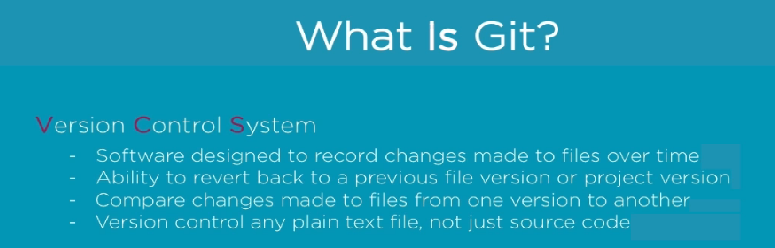 What Is Git?
Version Control System
- Software designed to record changes made to files over time
- Ability to revert back to a previous file version or project version
- Compare changes made to files from one version to another
- Version control any plain text file, not just source code